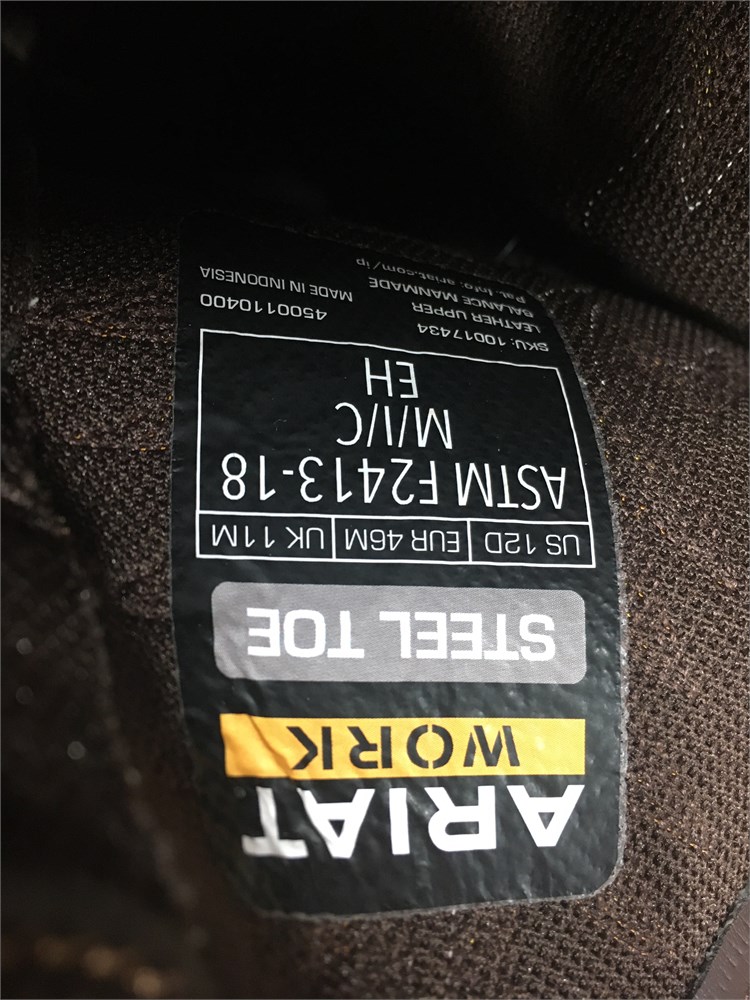 ARIAT
WORK
STEEL TOE
US 12D EUR 46M UK 11M
ASTM F2413-18
M/I/C
EH
SKU: 10017434
LEATHER UPPER
BALANCE MANMADE
Pat. Info: ariat.com/ip
4500110400
MADE IN INDONESIA